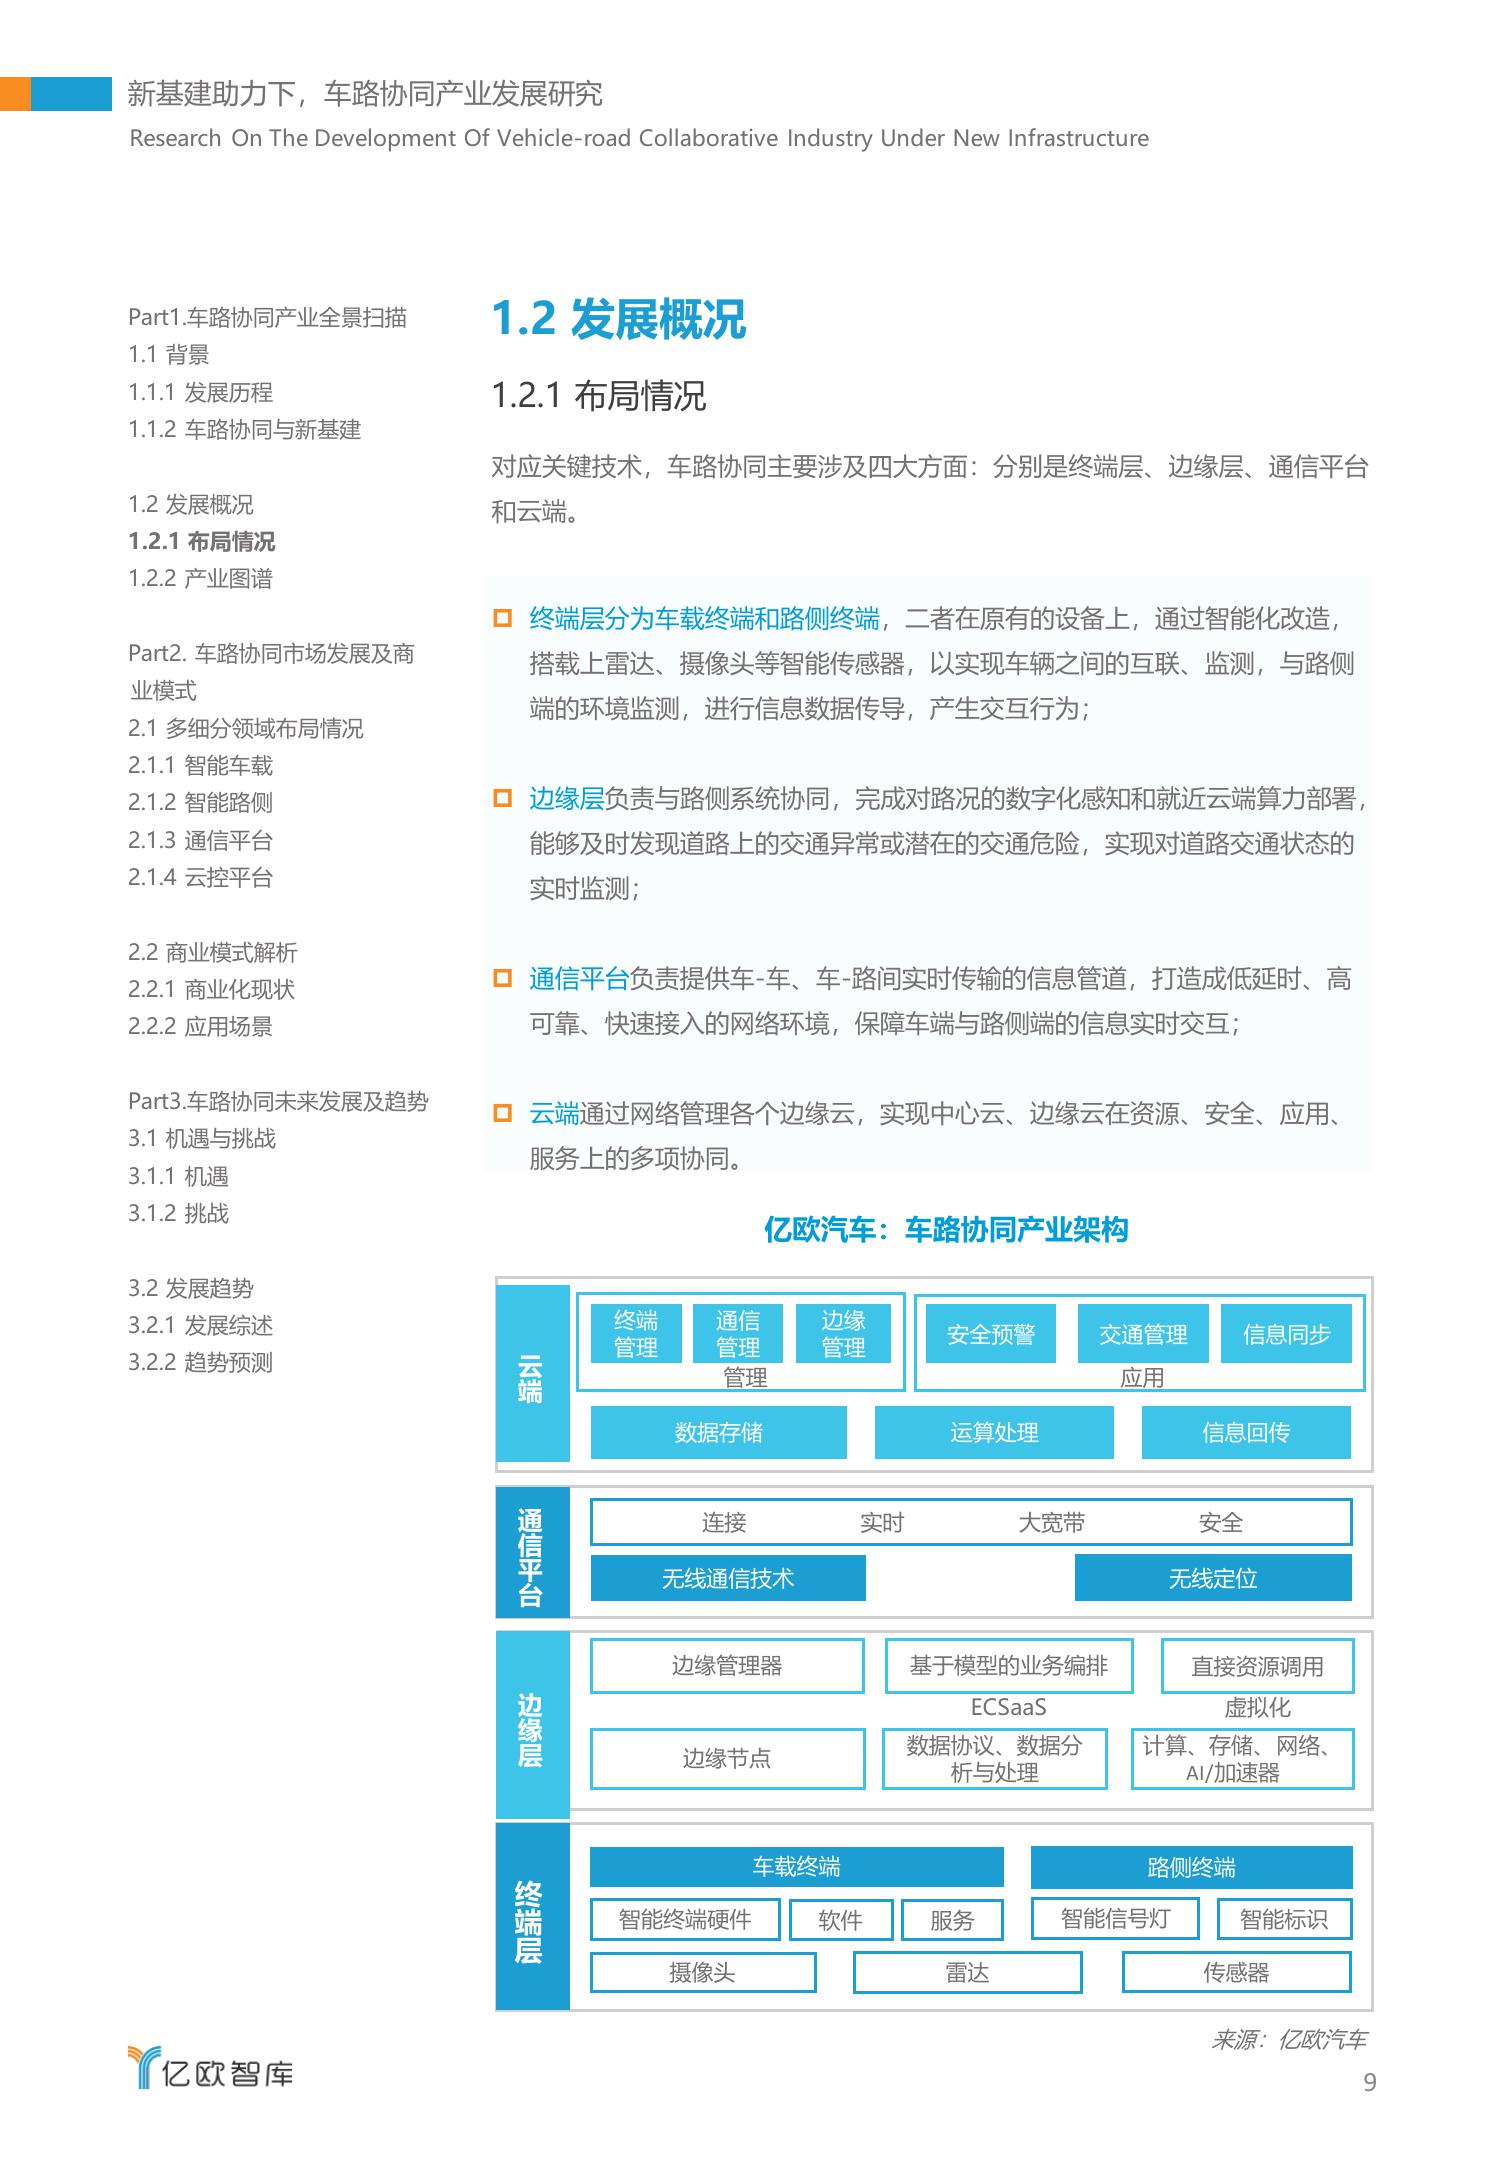 新基建助力下，车路协同产业发展研究
Research On The Development Of Vehicle-road Collaborative Industry Under New Infrastructure
Part1.车路协同产业全景扫描
1.1 背景
1.1.1 发展历程
1.1.2 车路协同与新基建
1.2 发展概况
1.2.1 布局情况
1.2.2 产业图谱
Part2. 车路协同市场发展及商
业模式
2.1 多细分领域布局情况
2.1.1 智能车载
2.1.2 智能路侧
2.1.3 通信平台
2.1.4 云控平台
2.2 商业模式解析
2.2.1 商业化现状
2.2.2 应用场景
Part3.车路协同未来发展及趋势
3.1 机遇与挑战
3.1.1 机遇
3.1.2 挑战
3.2 发展趋势
3.2.1 发展综述
3.2.2 趋势预测
1.2 发展概况
1.2.1 布局情况
对应关键技术，车路协同主要涉及四大方面：分别是终端层、边缘层、通信平台
和云端。
终端层分为车载终端和路侧终端，二者在原有的设备上，通过智能化改造，
搭载上雷达、摄像头等智能传感器，以实现车辆之间的互联、监测，与路侧
端的环境监测，进行信息数据传导，产生交互行为；
边缘层负责与路侧系统协同，完成对路况的数字化感知和就近云端算力部署，
能够及时发现道路上的交通异常或潜在的交通危险，实现对道路交通状态的
实时监测；
通信平台负责提供车-车、车-路间实时传输的信息管道，打造成低延时、高
可靠、快速接入的网络环境，保障车端与路侧端的信息实时交互；
云端通过网络管理各个边缘云，实现中心云、边缘云在资源、安全、应用、
服务上的多项协同。
亿欧汽车：车路协同产业架构
云端
终端
管理
通信
管理
边缘
管理
管理
安全预警
交通管理
信息同步
应用
数据存储
运算处理
信息回传
通信平台
连接
实时
大宽带
安全
无线通信技术
无线定位
边缘层
边缘管理器
基于模型的业务编排
直接资源调用
ECSaaS
虚拟化
边缘节点
数据协议、数据分
析与处理
计算、存储、网络、
AI/加速器
终端层
车载终端
路侧终端
智能终端硬件
软件
服务
智能信号灯
智能标识
摄像头
雷达
传感器
来源：亿欧汽车
亿欧智库
9